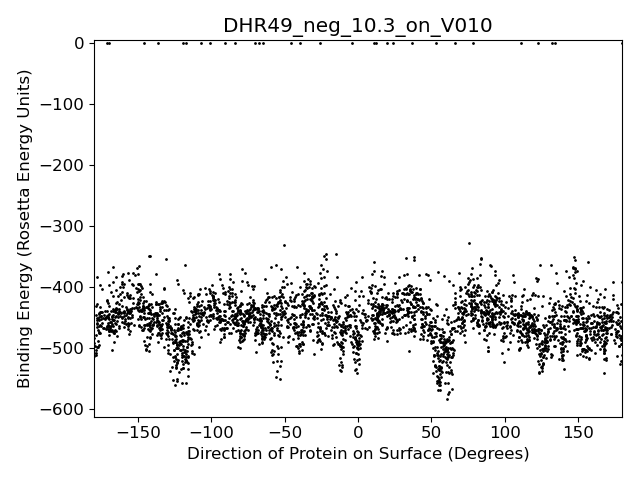 DHR49_neg_10.3_on_V010
Binding Energy (Rosetta Energy Units)
0
−100
−200
−300
−400
−500
−600
−150 −100 −50 0 50 100 150
Direction of Protein on Surface (Degrees)